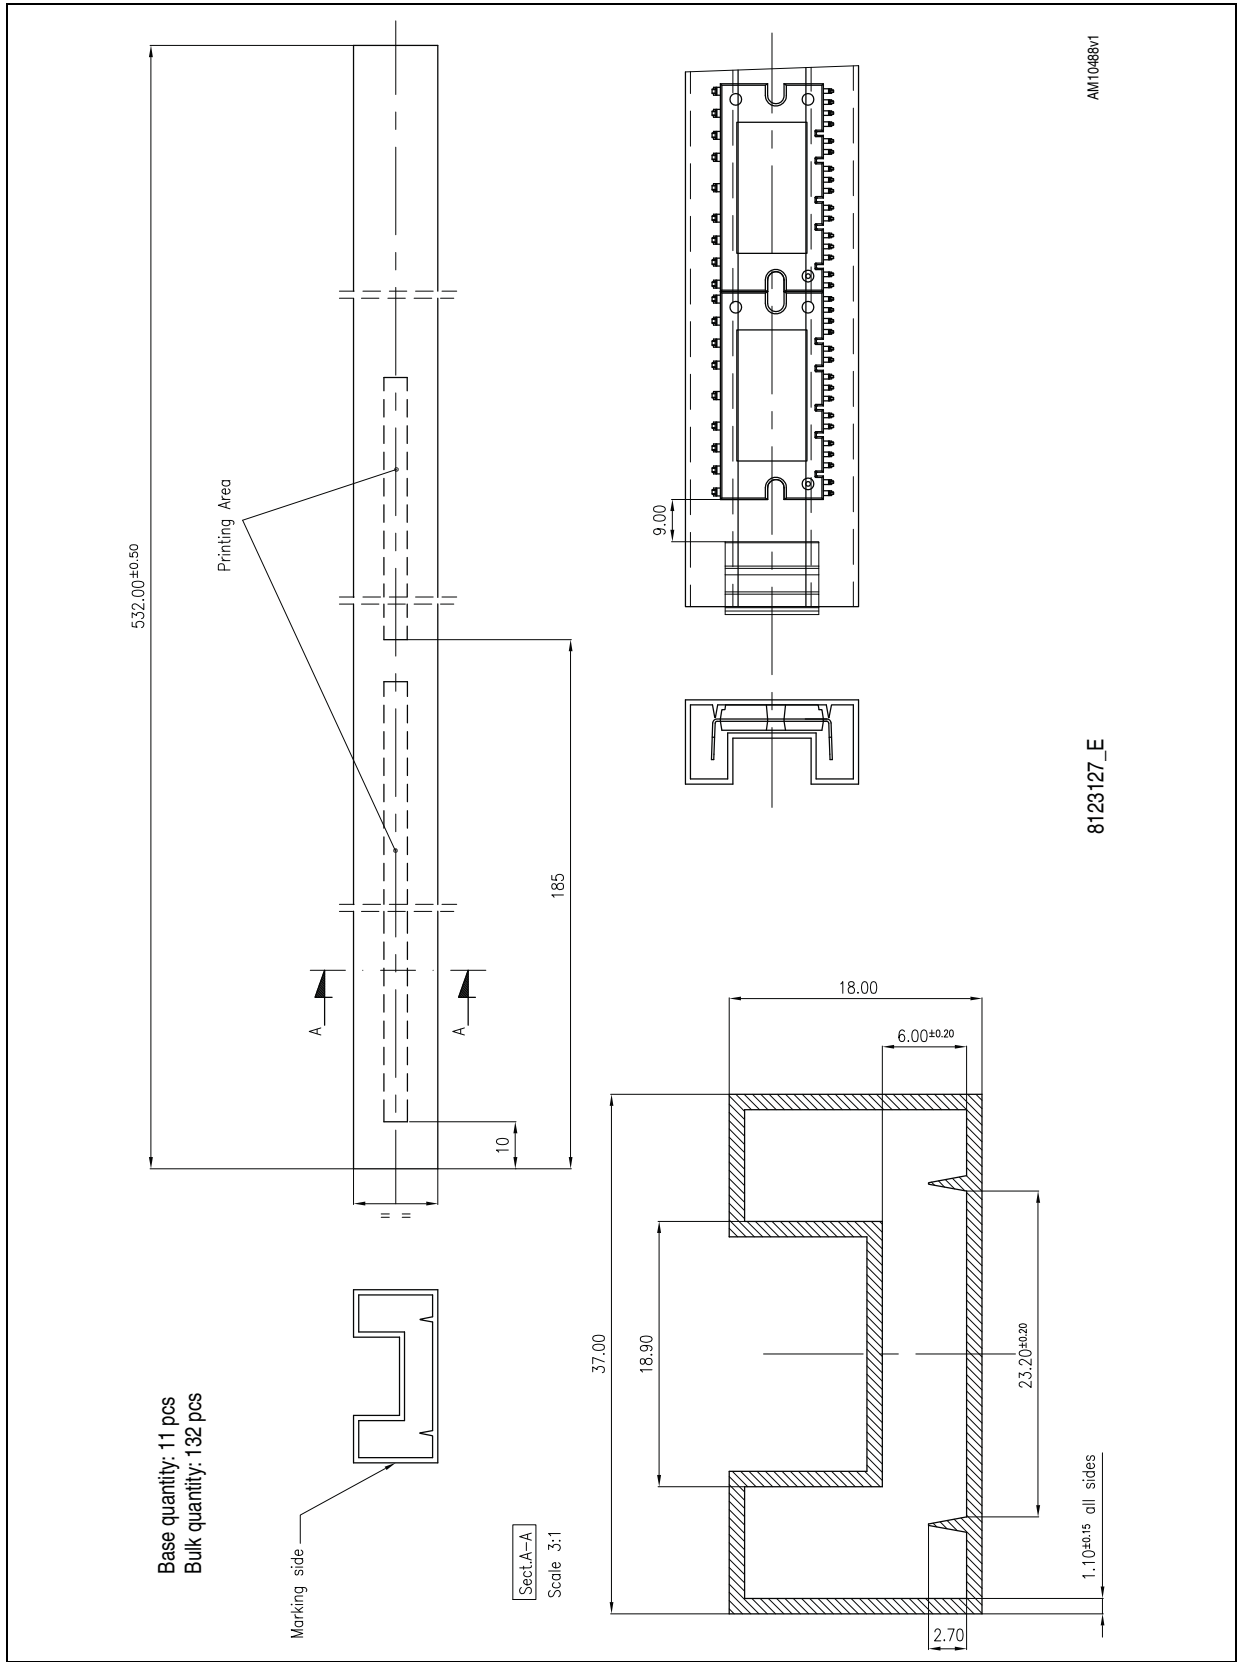 Base quantity: 11 pcs
Bulk quantity: 132 pcs
Marking side
532.00±0.50
Printing Area
A
A
10
185
= =
Sect.A-A
Scale 3:1
37.00
18.90
18.00
6.00±0.20
23.20±0.20
2.70
1.10±0.15 all sides
9.00
8123127_E
AM10488v1